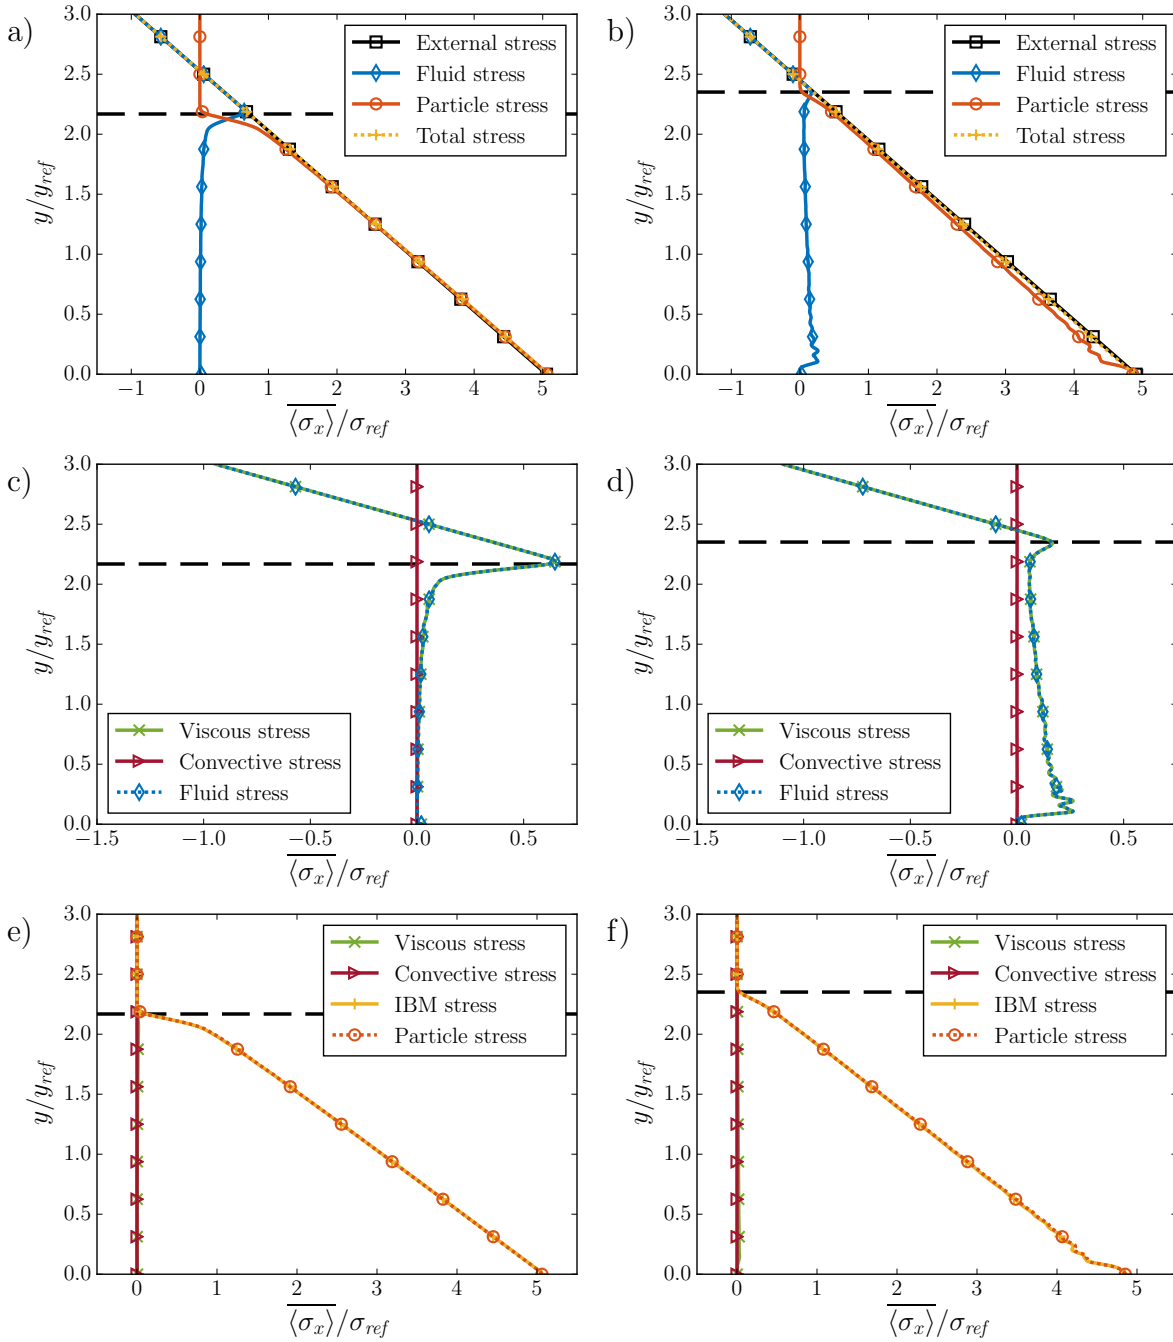 a)
3.0
2.5
2.0
1.5
1.0
0.5
0.0
y/y_ref
External stress
Fluid stress
Particle stress
Total stress
−1 0 1 2 3 4 5
⟨σ_x⟩/σ_ref
b)
3.0
2.5
2.0
1.5
1.0
0.5
0.0
y/y_ref
External stress
Fluid stress
Particle stress
Total stress
−1 0 1 2 3 4 5
⟨σ_x⟩/σ_ref
c)
3.0
2.5
2.0
1.5
1.0
0.5
0.0
y/y_ref
Viscous stress
Convective stress
Fluid stress
−1.5 −1.0 −0.5 0.0 0.5
⟨σ_x⟩/σ_ref
d)
3.0
2.5
2.0
1.5
1.0
0.5
0.0
y/y_ref
Viscous stress
Convective stress
Fluid stress
−1.5 −1.0 −0.5 0.0 0.5
⟨σ_x⟩/σ_ref
e)
3.0
2.5
2.0
1.5
1.0
0.5
0.0
y/y_ref
Viscous stress
Convective stress
IBM stress
Particle stress
0 1 2 3 4 5
⟨σ_x⟩/σ_ref
f)
3.0
2.5
2.0
1.5
1.0
0.5
0.0
y/y_ref
Viscous stress
Convective stress
IBM stress
Particle stress
0 1 2 3 4 5
⟨σ_x⟩/σ_ref